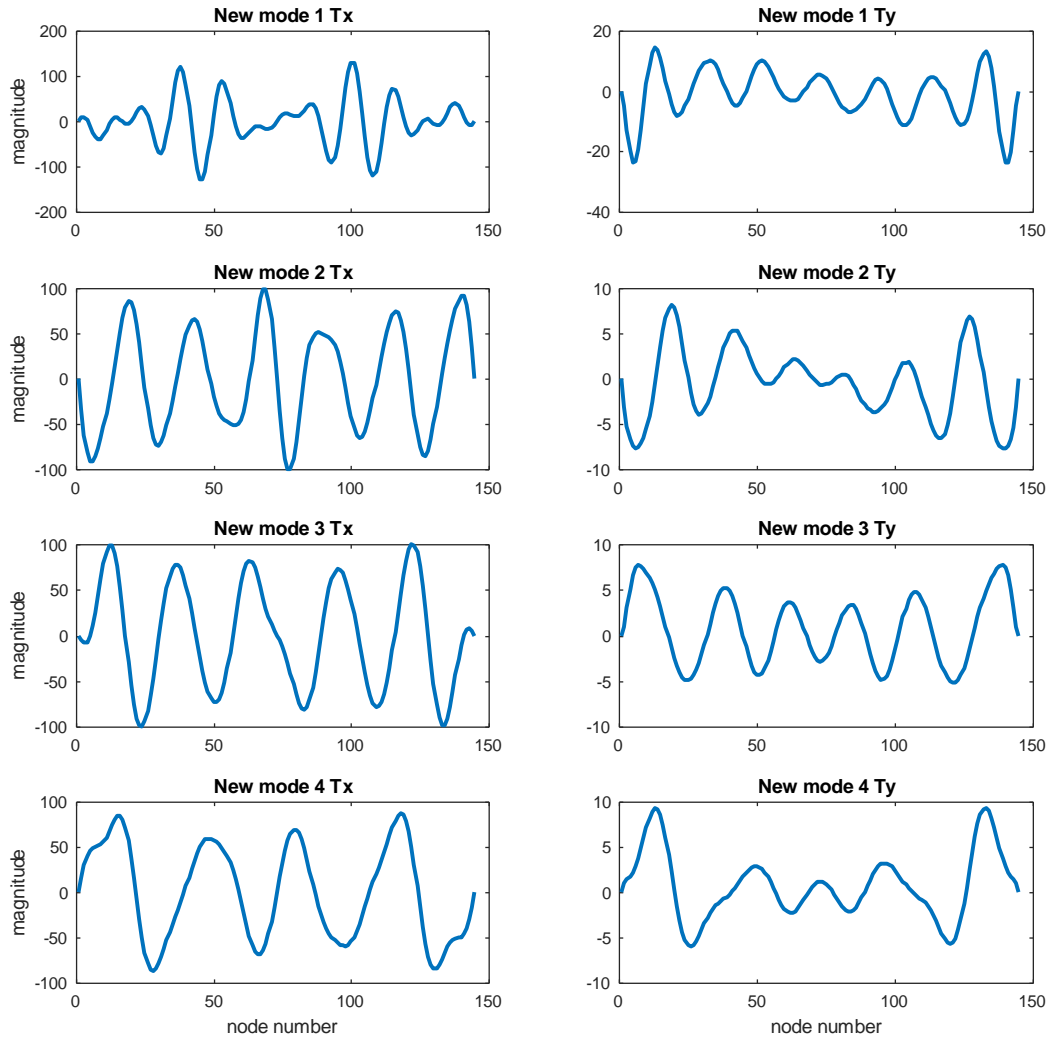 New mode 1 Tx
magnitude
200
100
0
-100
-200
0 50 100 150
New mode 1 Ty
20
0
-20
-40
0 50 100 150
New mode 2 Tx
magnitude
100
50
0
-50
-100
0 50 100 150
New mode 2 Ty
10
5
0
-5
-10
0 50 100 150
New mode 3 Tx
magnitude
100
50
0
-50
-100
0 50 100 150
New mode 3 Ty
10
5
0
-5
-10
0 50 100 150
New mode 4 Tx
magnitude
100
50
0
-50
-100
0 50 100 150
node number
New mode 4 Ty
10
5
0
-5
-10
0 50 100 150
node number